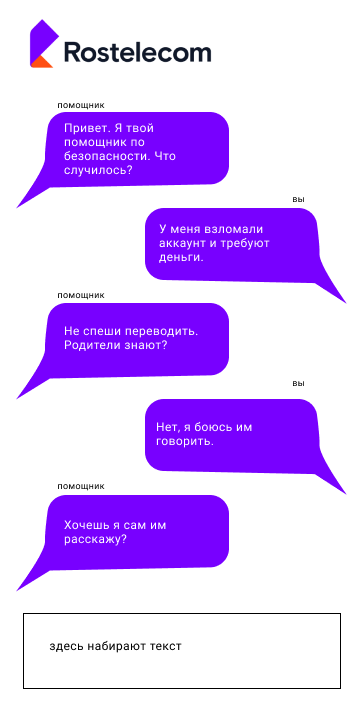 Rostelecom
помощник
Привет. Я твой
помощник по
безопасности. Что
случилось?
вы
У меня взломали
аккаунт и требуют
деньги.
помощник
Не спеши переводить.
Родители знают?
вы
Нет, я боюсь им
говорить.
помощник
Хочешь я сам им
расскажу?
здесь набирают текст